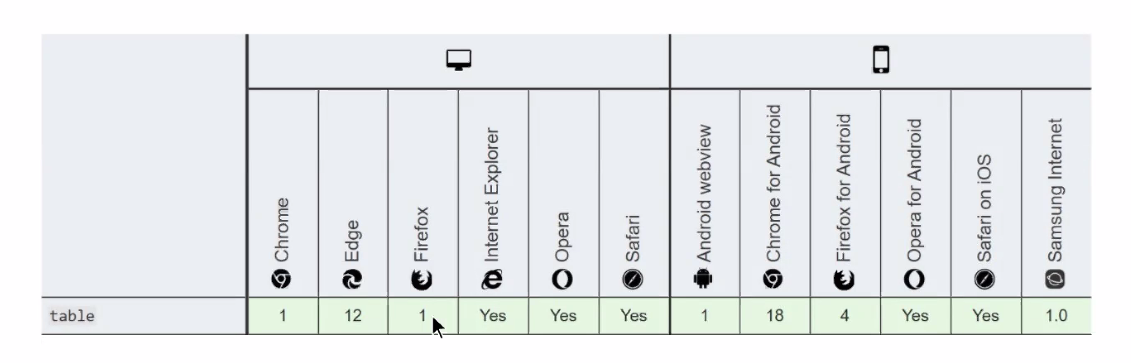 Chrome Edge Firefox Internet Explorer Opera Safari Android webview Chrome for Android Firefox for Android Opera for Android Safari on iOS Samsung Internet
table 1 12 1 Yes Yes Yes 1 18 4 Yes Yes 1.0